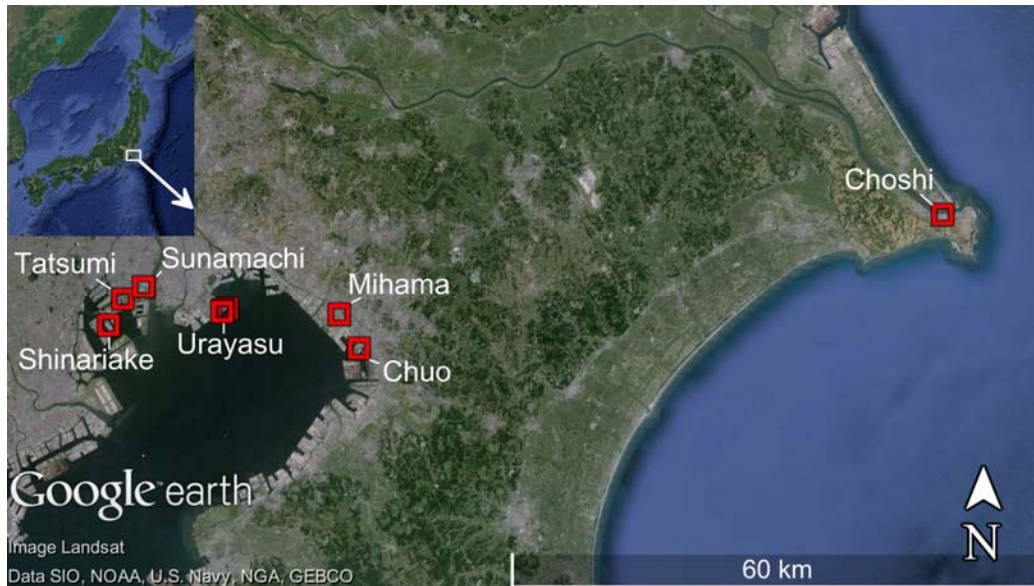 Choshi
Tatsumi
Sunamachi
Mihama
Shinariake
Urayasu
Chuo
Google earth
N
Image Landsat
Data SIO, NOAA, U.S. Navy, NGA, GEBCO
60 km